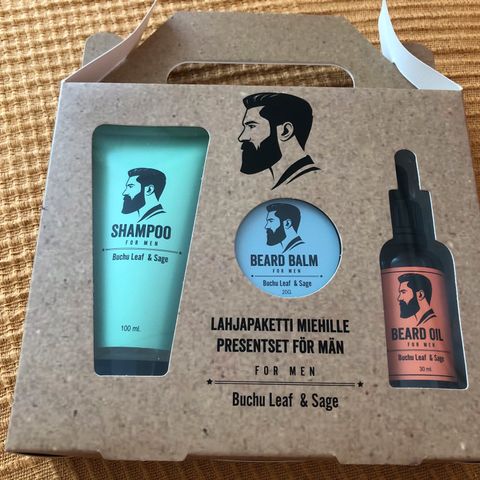 SHAMPOO
FOR MEN
Buchu Leaf & Sage
100 ml.
BEARD BALM
FOR MEN
Buchu Leaf & Sage
20G
BEARD OIL
FOR MEN
Buchu Leaf & Sage
30 ml
LAHJAPAKETTI MIEHILLE
PRESENTSET FÖR MÄN
FOR MEN
Buchu Leaf & Sage